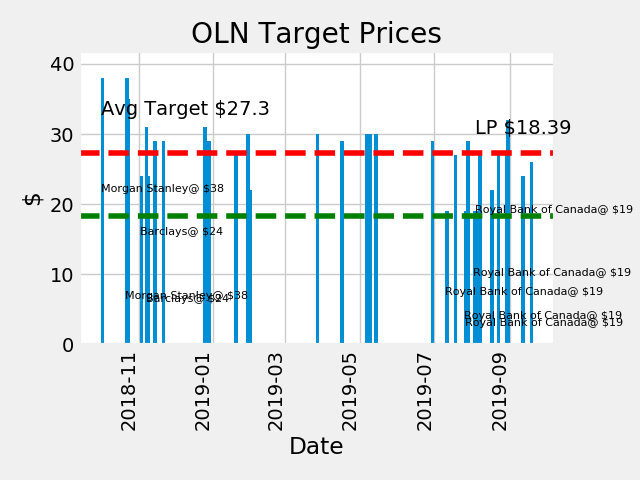 OLN Target Prices
40
Avg Target $27.3
LP $18.39
30
Morgan Stanley@ $38
$
20
Royal Bank of Canada@ $19
Barclays@ $24
10
Royal Bank of Canada@ $19
Morgan Stanley@ $38
Barclays@ $24
Royal Bank of Canada@ $19
Royal Bank of Canada@ $19
Royal Bank of Canada@ $19
0
2018-11
2019-01
2019-03
2019-05
2019-07
2019-09
Date